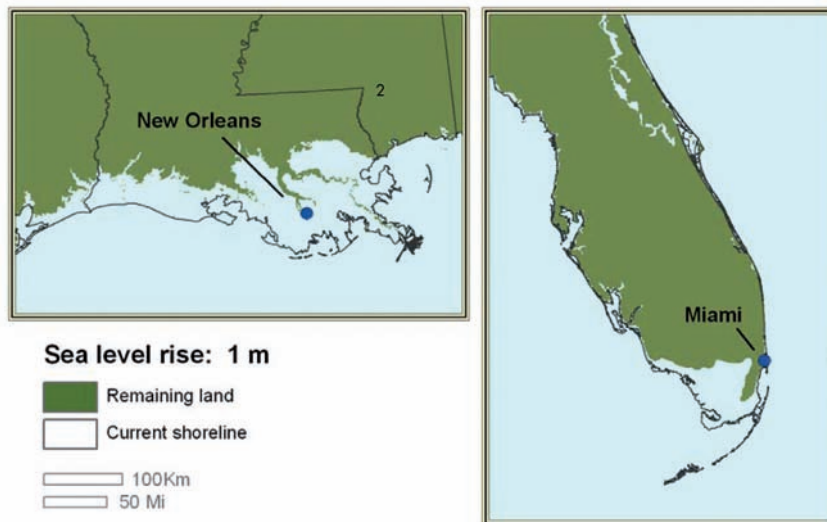 2
New Orleans
Miami
Sea level rise: 1 m
Remaining land
Current shoreline
100Km
50 Mi